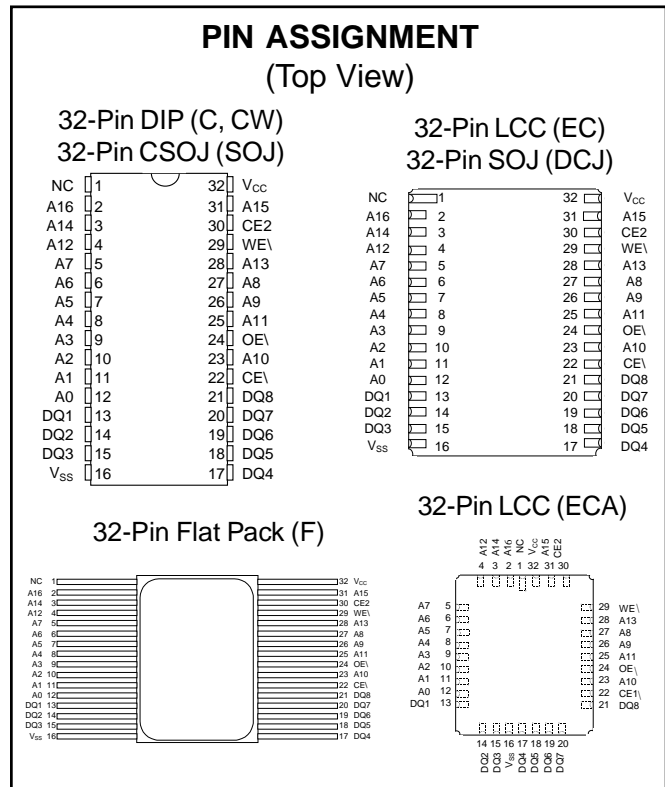 PIN ASSIGNMENT
(Top View)
32-Pin DIP (C, CW)
32-Pin CSOJ (SOJ)
NC 1 32 VCC
A16 2 31 A15
A14 3 30 CE2
A12 4 29 WE\
A7 5 28 A13
A6 6 27 A8
A5 7 26 A9
A4 8 25 A11
A3 9 24 OE\
A2 10 23 A10
A1 11 22 CE\
A0 12 21 DQ8
DQ1 13 20 DQ7
DQ2 14 19 DQ6
DQ3 15 18 DQ5
VSS 16 17 DQ4
32-Pin LCC (EC)
32-Pin SOJ (DCJ)
NC 1 32 VCC
A16 2 31 A15
A14 3 30 CE2
A12 4 29 WE\
A7 5 28 A13
A6 6 27 A8
A5 7 26 A9
A4 8 25 A11
A3 9 24 OE\
A2 10 23 A10
A1 11 22 CE\
A0 12 21 DQ8
DQ1 13 20 DQ7
DQ2 14 19 DQ6
DQ3 15 18 DQ5
VSS 16 17 DQ4
32-Pin Flat Pack (F)
NC 1 32 VCC
A16 2 31 A15
A14 3 30 CE2
A12 4 29 WE\
A7 5 28 A13
A6 6 27 A8
A5 7 26 A9
A4 8 25 A11
A3 9 24 OE\
A2 10 23 A10
A1 11 22 CE\
A0 12 21 DQ8
DQ1 13 20 DQ7
DQ2 14 19 DQ6
DQ3 15 18 DQ5
VSS 16 17 DQ4
32-Pin LCC (ECA)
A12 A14 A16 NC VCC A15 CE2
4 3 2 1 32 31 30
A7 5 29 WE\
A6 6 28 A13
A5 7 27 A8
A4 8 26 A9
A3 9 25 A11
A2 10 24 OE\
A1 11 23 A10
A0 12 22 CE1\
DQ1 13 21 DQ8
14 15 16 17 18 19 20
DQ2 DQ3 VSS DQ4 DQ5 DQ6 DQ7